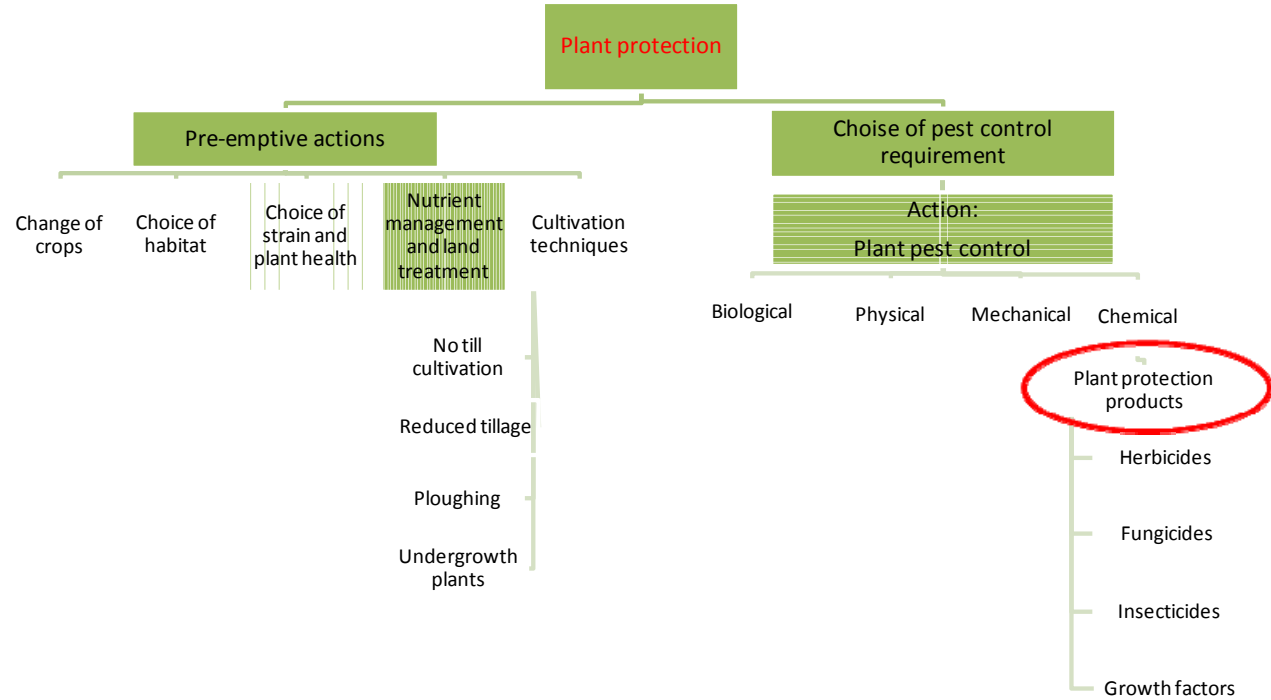 Plant protection
Pre-emptive actions
Choise of pest control
requirement
Change of
crops
Choice of
habitat
Choice of
strain and
plant health
Nutrient
management
and land
treatment
Cultivation
techniques
Action:
Plant pest control
No till
cultivation
Reduced tillage
Ploughing
Undergrowth
plants
Biological
Physical
Mechanical
Chemical
Plant protection
products
Herbicides
Fungicides
Insecticides
Growth factors